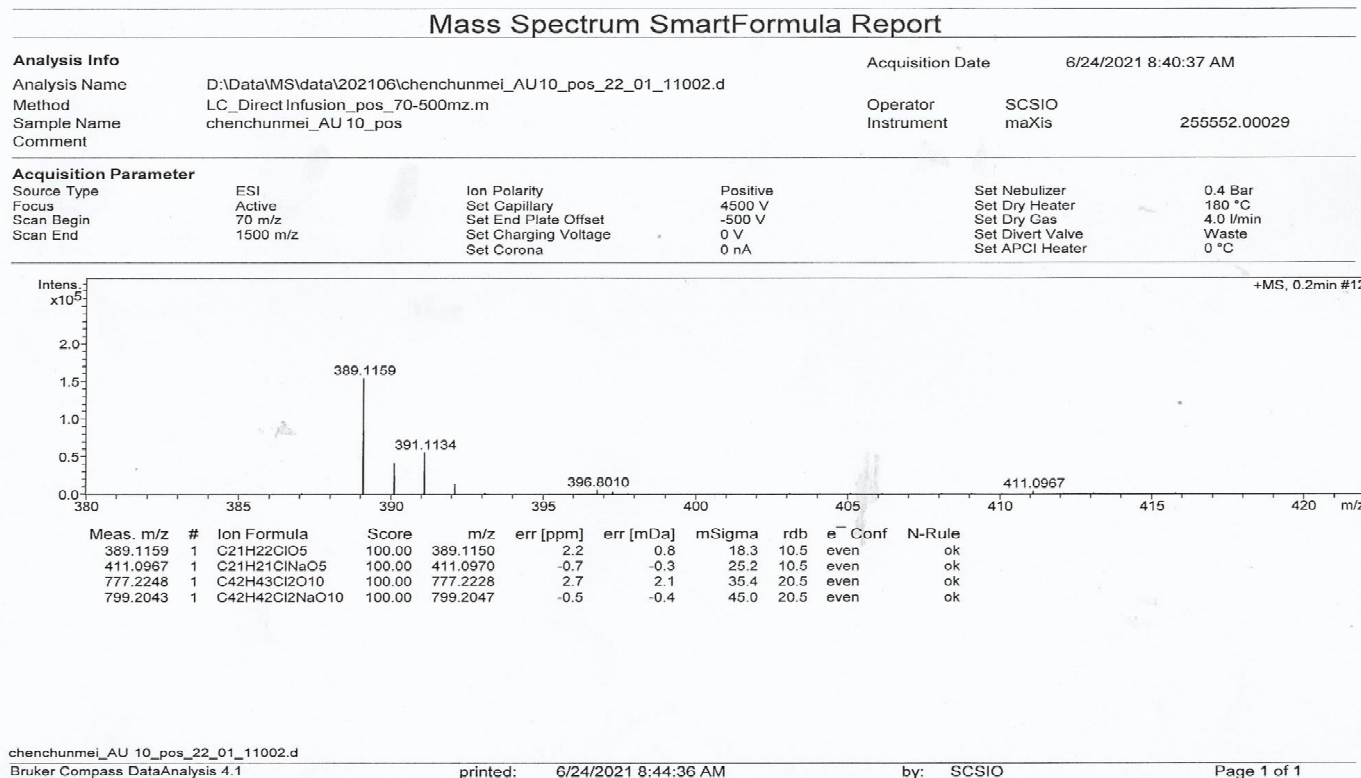 Mass Spectrum SmartFormula Report
Analysis Info
Acquisition Date 6/24/2021 8:40:37 AM
Analysis Name D:\Data\MS\data\202106\chenchunmei_AU10_pos_22_01_11002.d
Method LC_Direct Infusion_pos_70-500mz.m Operator SCSIO
Sample Name chenchunmei_AU 10_pos Instrument maXis 255552.00029
Comment
Acquisition Parameter
Source Type ESI Ion Polarity Positive Set Nebulizer 0.4 Bar
Focus Active Set Capillary 4500 V Set Dry Heater 180 °C
Scan Begin 70 m/z Set End Plate Offset -500 V Set Dry Gas 4.0 l/min
Scan End 1500 m/z Set Charging Voltage 0 V Set Divert Valve Waste
Set Corona 0 nA Set APCI Heater 0 °C
Intens. +MS, 0.2min #12
x10^5
2.0
389.1159
1.5
1.0
391.1134
0.5
396.8010 411.0967
0.0
380 385 390 395 400 405 410 415 420 m/z
Meas. m/z # Ion Formula Score m/z err [ppm] err [mDa] mSigma rdb e⁻ Conf N-Rule
389.1159 1 C21H22ClO5 100.00 389.1150 2.2 0.8 18.3 10.5 even ok
411.0967 1 C21H21ClNaO5 100.00 411.0970 -0.7 -0.3 25.2 10.5 even ok
777.2248 1 C42H43Cl2O10 100.00 777.2228 2.7 2.1 35.4 20.5 even ok
799.2043 1 C42H42Cl2NaO10 100.00 799.2047 -0.5 -0.4 45.0 20.5 even ok
chenchunmei_AU 10_pos_22_01_11002.d
Bruker Compass DataAnalysis 4.1 printed: 6/24/2021 8:44:36 AM by: SCSIO Page 1 of 1